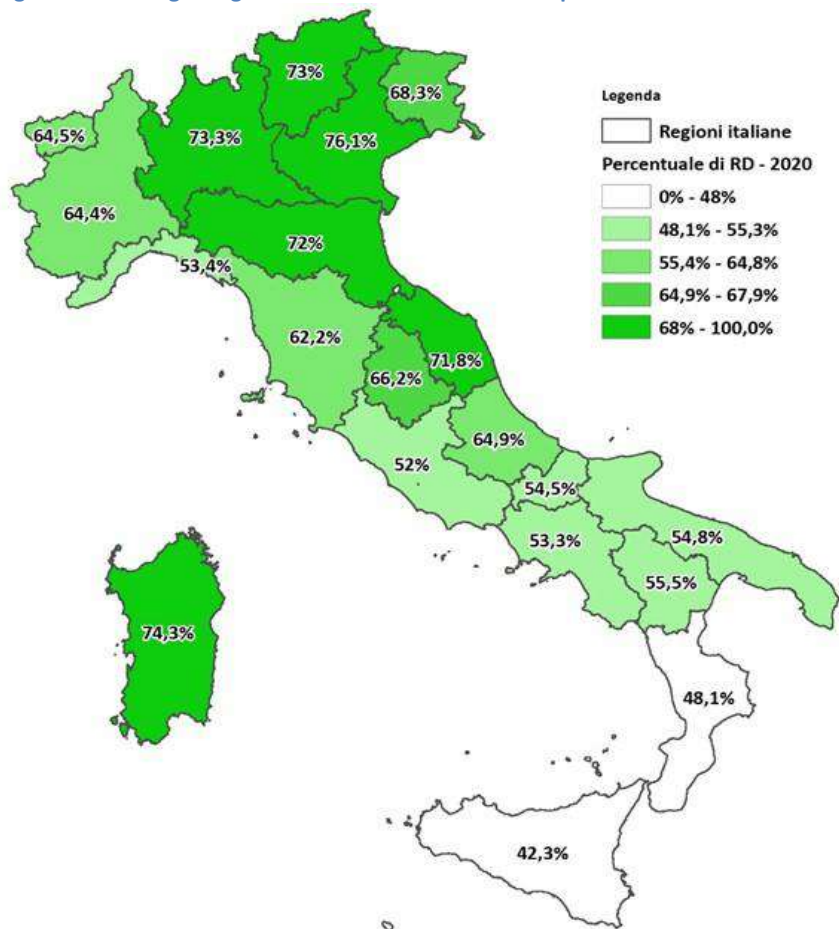 73%
68,3%
64,5%
73,3%
76,1%
64,4%
72%
53,4%
62,2%
71,8%
66,2%
64,9%
52%
54,5%
53,3%
54,8%
55,5%
74,3%
48,1%
42,3%
Legenda
Regioni italiane
Percentuale di RD - 2020
0% - 48%
48,1% - 55,3%
55,4% - 64,8%
64,9% - 67,9%
68% - 100,0%